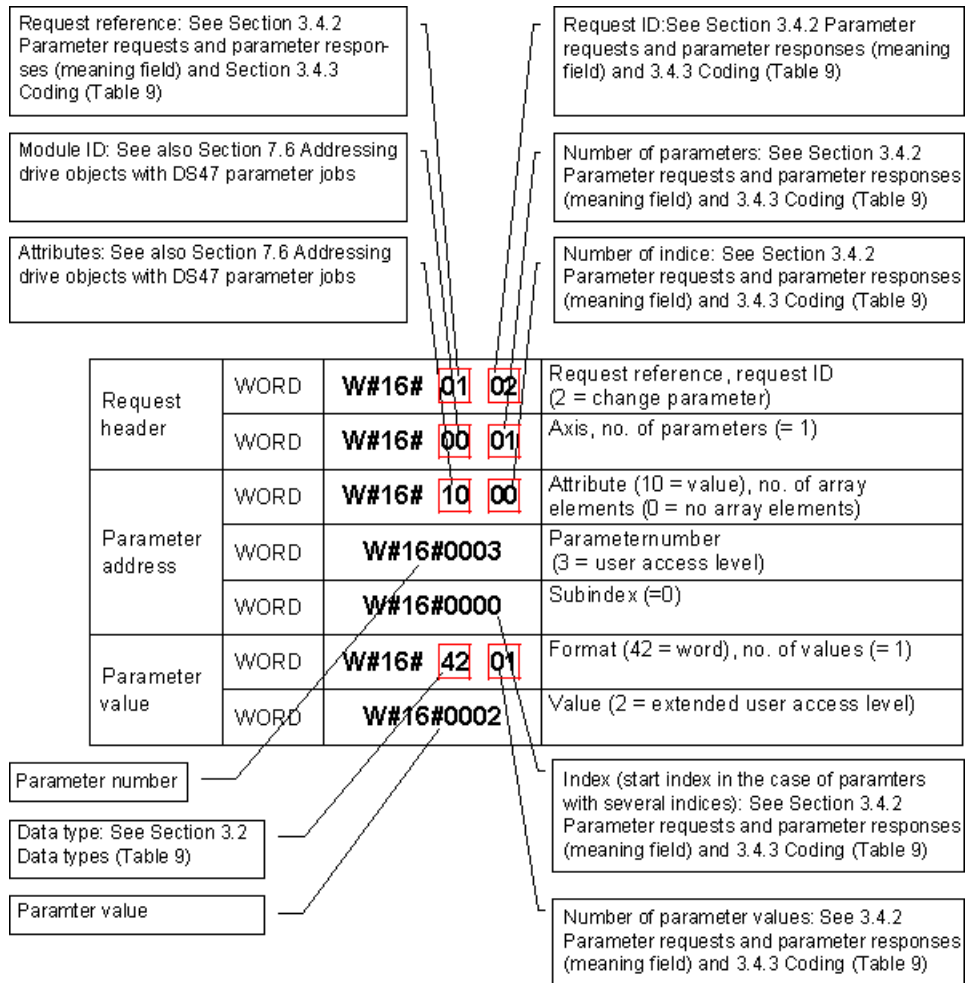 Request reference: See Section 3.4.2
Parameter requests and parameter respon-
ses (meaning field) and Section 3.4.3
Coding (Table 9)
Request ID:See Section 3.4.2 Parameter
requests and parameter responses (meaning
field) and 3.4.3 Coding (Table 9)
Module ID: See also Section 7.6 Addressing
drive objects with DS47 parameter jobs
Number of parameters: See Section 3.4.2
Parameter requests and parameter responses
(meaning field) and 3.4.3 Coding (Table 9)
Attributes: See also Section 7.6 Addressing
drive objects with DS47 parameter jobs
Number of indice: See Section 3.4.2
Parameter requests and parameter responses
(meaning field) and 3.4.3 Coding (Table 9)
Request
header
WORD W#16# 01 02 Request reference, request ID
(2 = change parameter)
WORD W#16# 00 01 Axis, no. of parameters (= 1)
Parameter
address
WORD W#16# 10 00 Attribute (10 = value), no. of array
elements (0 = no array elements)
WORD W#16#0003 Parameternumber
(3 = user access level)
WORD W#16#0000 Subindex (=0)
Parameter
value
WORD W#16# 42 01 Format (42 = word), no. of values (= 1)
WORD W#16#0002 Value (2 = extended user access level)
Parameter number
Data type: See Section 3.2
Data types (Table 9)
Paramter value
Index (start index in the case of paramters
with several indices): See Section 3.4.2
Parameter requests and parameter responses
(meaning field) and 3.4.3 Coding (Table 9)
Number of parameter values: See 3.4.2
Parameter requests and parameter responses
(meaning field) and 3.4.3 Coding (Table 9)